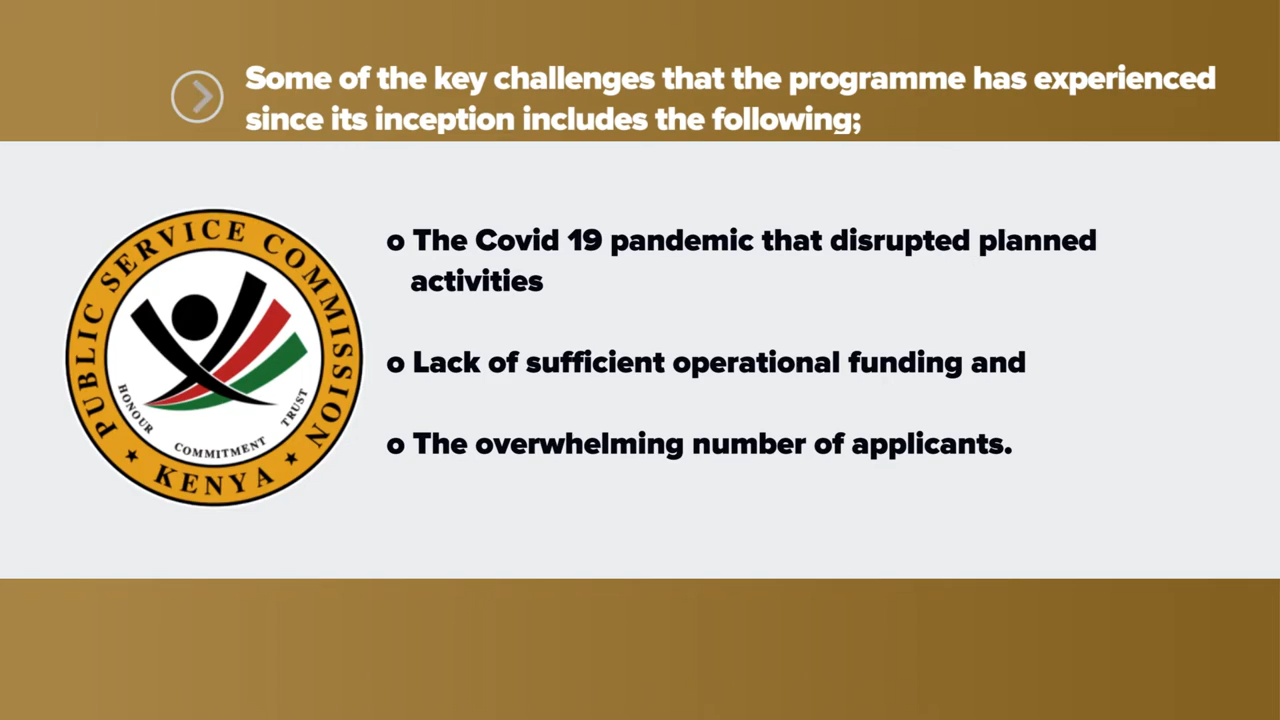 Some of the key challenges that the programme has experienced
since its inception includes the following;
PUBLIC SERVICE COMMISSION
HONOUR
COMMITMENT
TRUST
KENYA
o The Covid 19 pandemic that disrupted planned
activities
o Lack of sufficient operational funding and
o The overwhelming number of applicants.